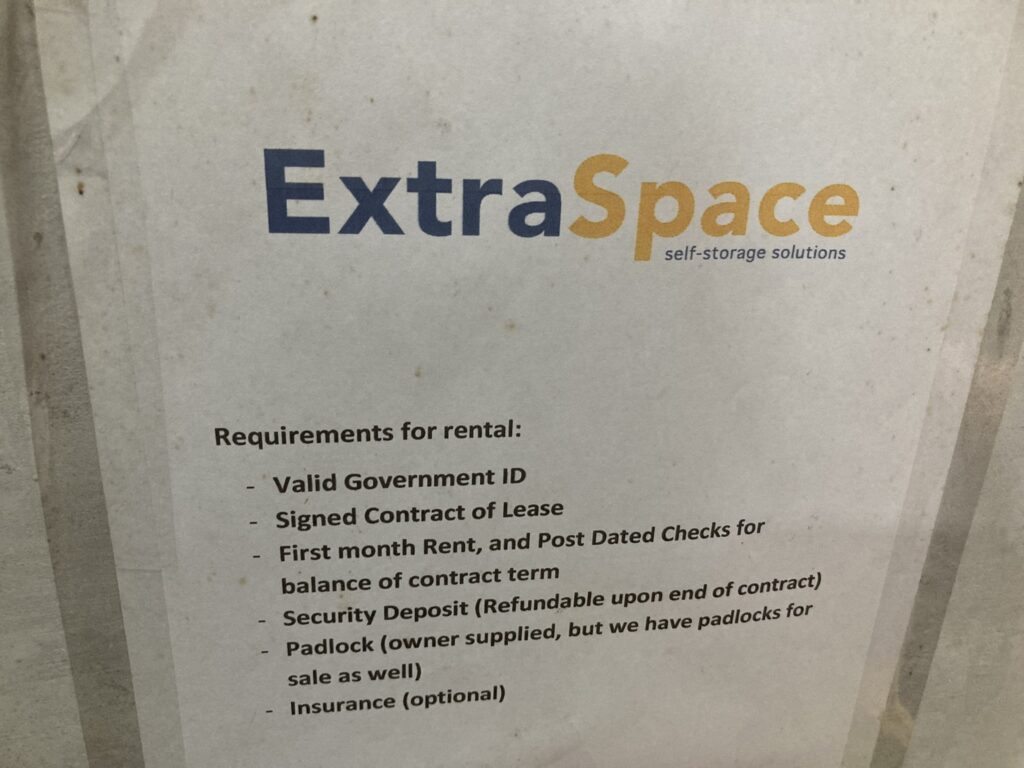 ExtraSpace
self-storage solutions
Requirements for rental:
- Valid Government ID
- Signed Contract of Lease
- First month Rent, and Post Dated Checks for
balance of contract term
- Security Deposit (Refundable upon end of contract)
- Padlock (owner supplied, but we have padlocks for
sale as well)
- Insurance (optional)